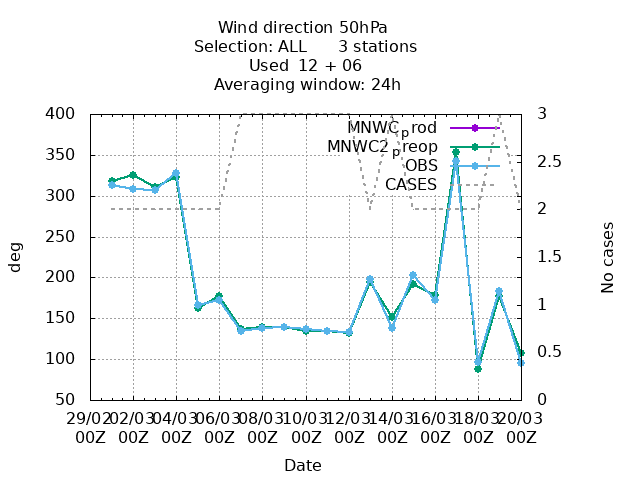 Wind direction 50hPa
Selection: ALL 3 stations
Used 12 + 06
Averaging window: 24h
400
350
300
250
200
150
100
50
deg
3
2.5
2
1.5
1
0.5
0
No cases
MNWCprod
MNWC2preop
OBS
CASES
29/02 02/03 04/03 06/03 08/03 10/03 12/03 14/03 16/03 18/03 20/03
00Z 00Z 00Z 00Z 00Z 00Z 00Z 00Z 00Z 00Z 00Z
Date